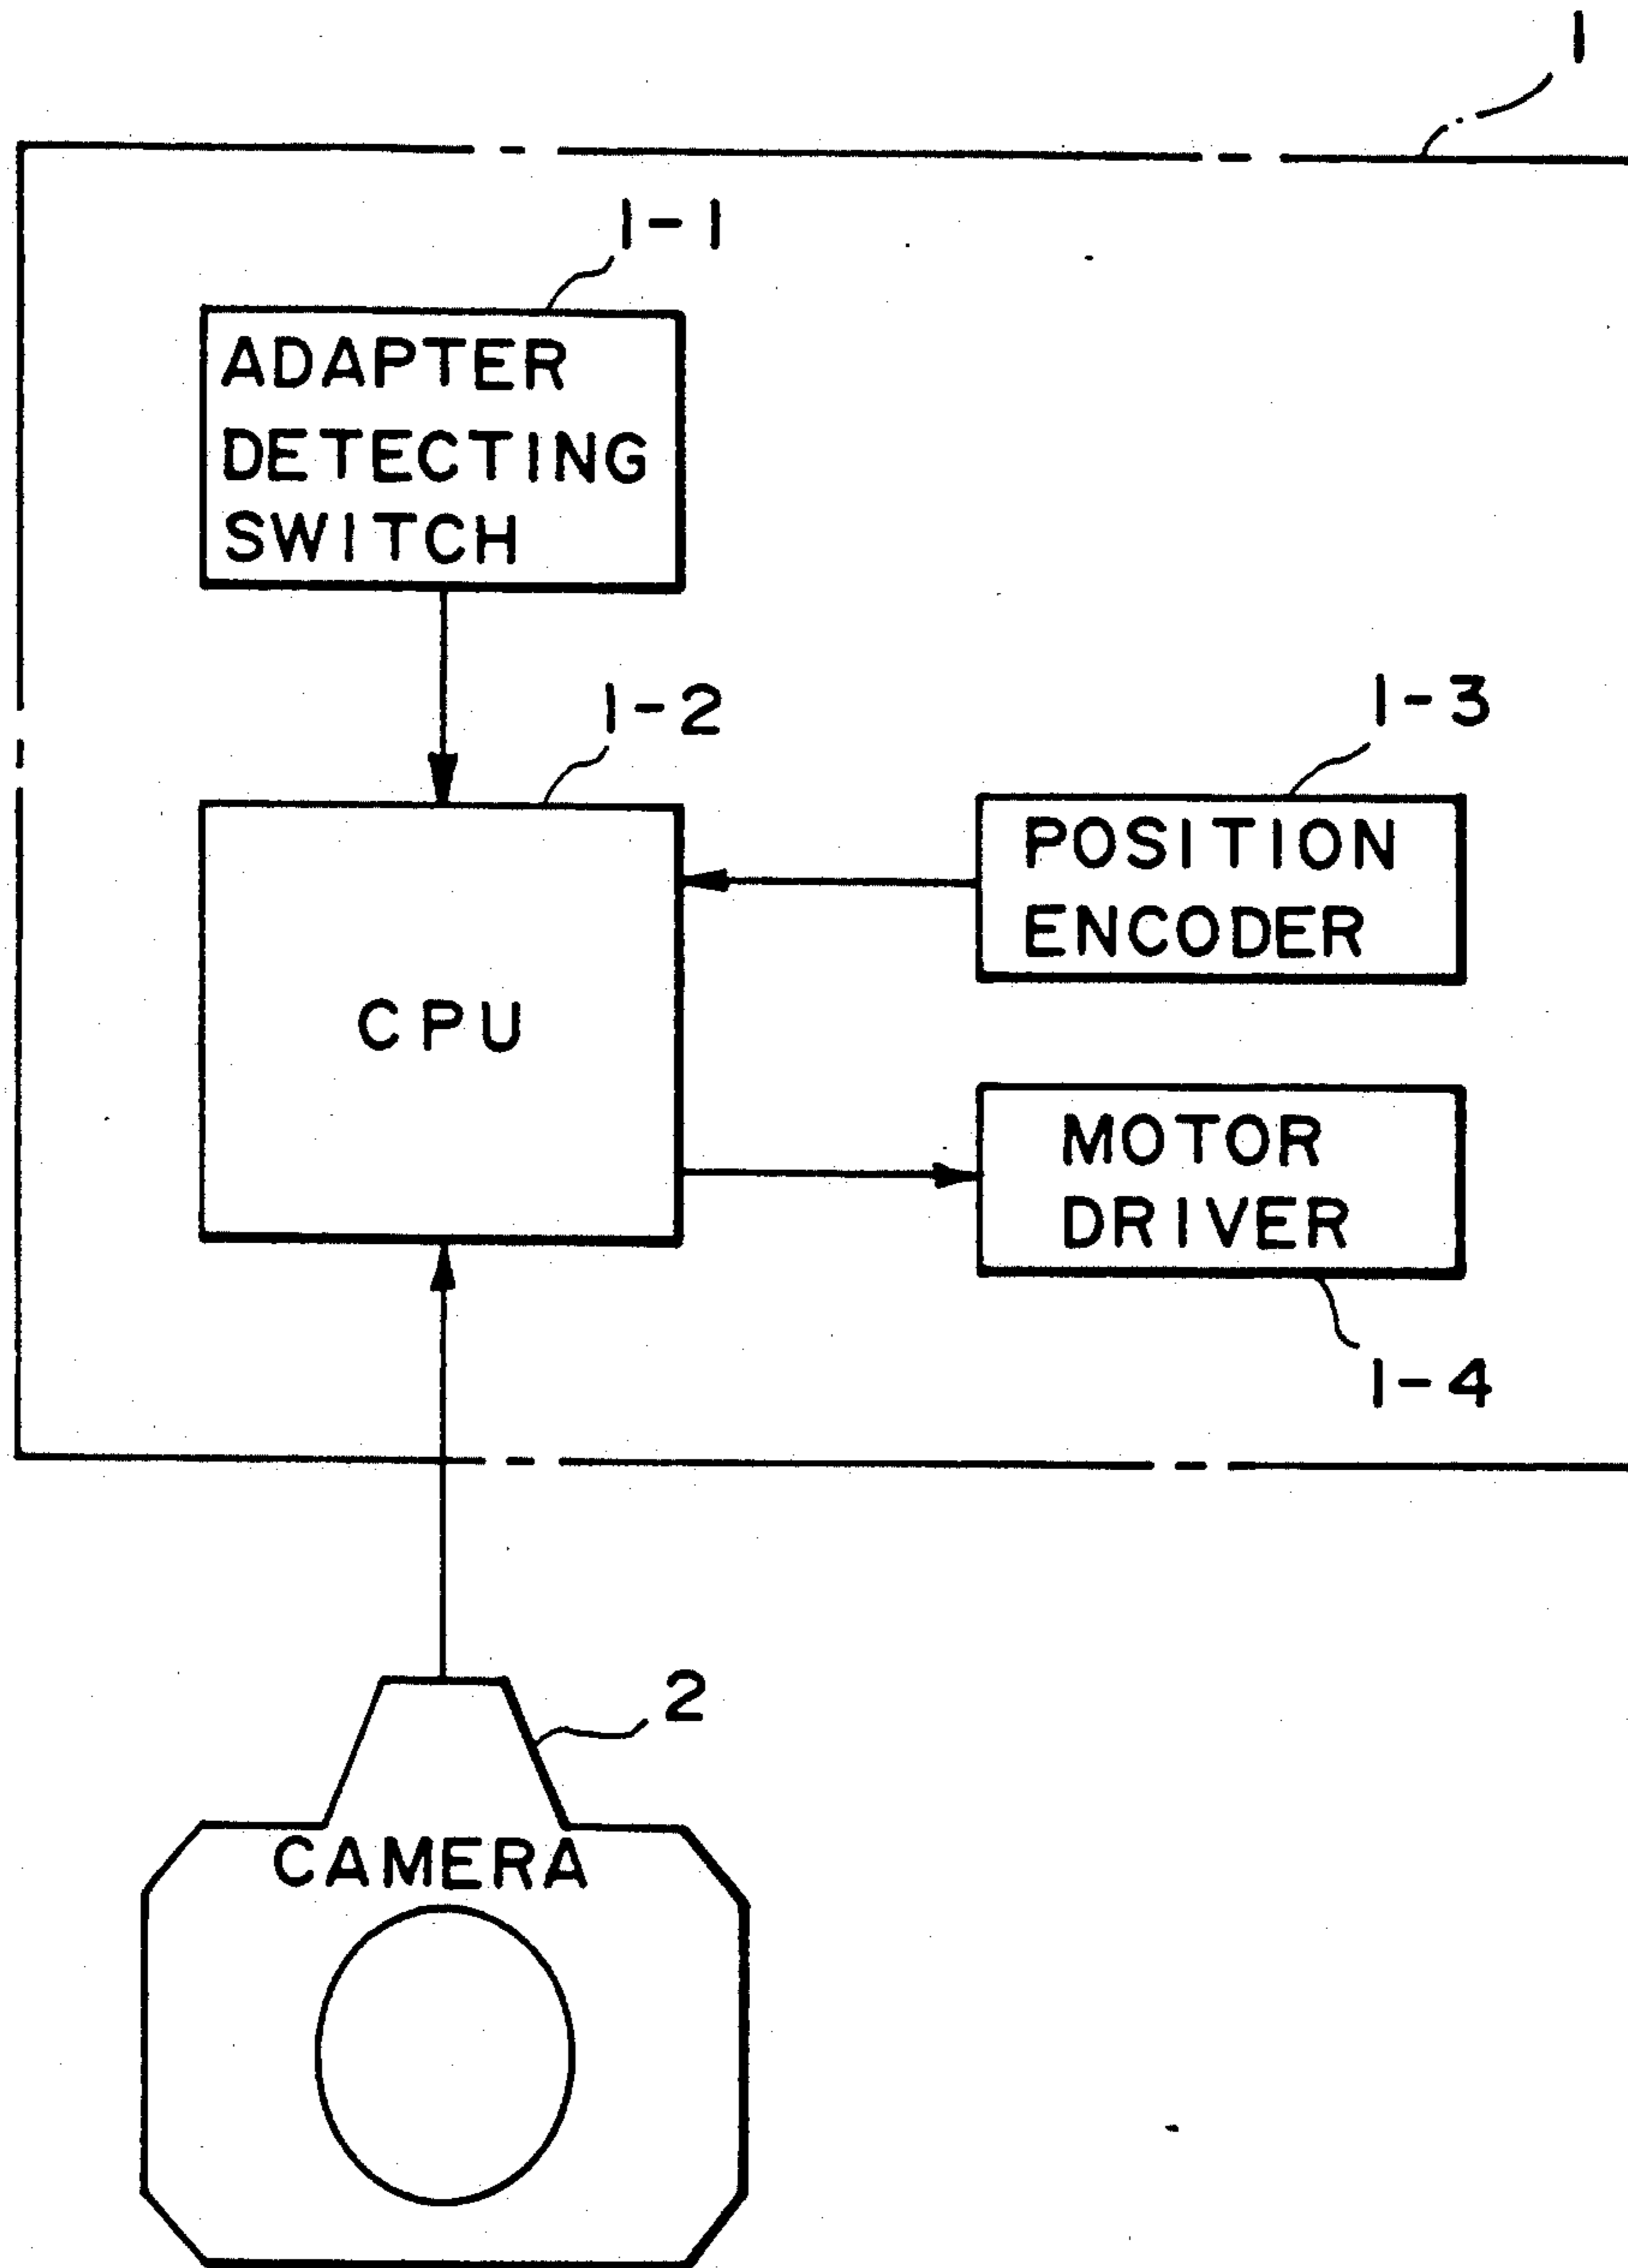 1
1-1
ADAPTER
DETECTING
SWITCH
1-2
1-3
POSITION
ENCODER
CPU
MOTOR
DRIVER
1-4
2
CAMERA